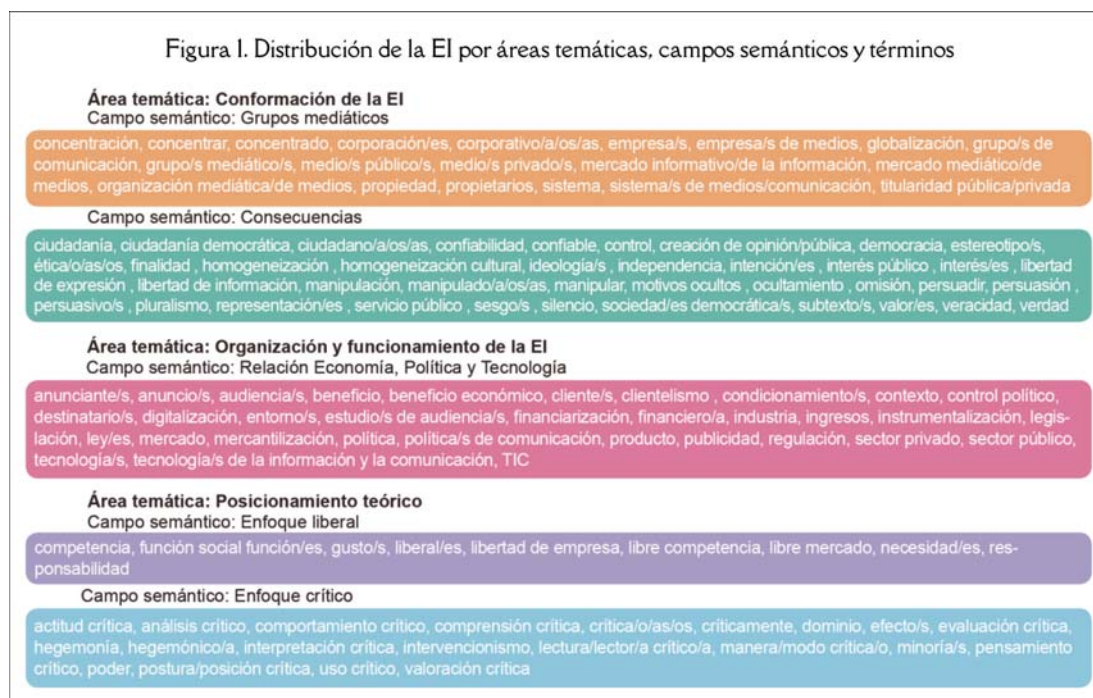 Figura 1. Distribución de la EI por áreas temáticas, campos semánticos y términos
Área temática: Conformación de la EI
Campo semántico: Grupos mediáticos
concentración, concentrar, concentrado, corporación/es, corporativo/a/os/as, empresa/s, empresa/s de medios, globalización, grupo/s de
comunicación, grupo/s mediático/s, medio/s público/s, medio/s privado/s, mercado informativo/de la información, mercado mediático/de
medios, organización mediática/de medios, propiedad, propietarios, sistema, sistema/s de medios/comunicación, titularidad pública/privada
Campo semántico: Consecuencias
ciudadanía, ciudadanía democrática, ciudadano/a/os/as, confiabilidad, confiable, control, creación de opinión/pública, democracia, estereotipo/s,
ética/o/as/os, finalidad , homogeneización , homogeneización cultural, ideología/s , independencia, intención/es , interés público , interés/es , libertad
de expresión , libertad de información, manipulación, manipulado/a/os/as, manipular, motivos ocultos , ocultamiento , omisión, persuadir, persuasión ,
persuasivo/s , pluralismo, representación/es , servicio público , sesgo/s , silencio, sociedad/es democrática/s, subtexto/s, valor/es, veracidad, verdad
Área temática: Organización y funcionamiento de la EI
Campo semántico: Relación Economía, Política y Tecnología
anunciante/s, anuncio/s, audiencia/s, beneficio, beneficio económico, cliente/s, clientelismo , condicionamiento/s, contexto, control político,
destinatario/s, digitalización, entorno/s, estudio/s de audiencia/s, financiarización, financiero/a, industria, ingresos, instrumentalización, legis-
lación, ley/es, mercado, mercantilización, política, política/s de comunicación, producto, publicidad, regulación, sector privado, sector público,
tecnología/s, tecnología/s de la información y la comunicación, TIC
Área temática: Posicionamiento teórico
Campo semántico: Enfoque liberal
competencia, función social función/es, gusto/s, liberal/es, libertad de empresa, libre competencia, libre mercado, necesidad/es, res-
ponsabilidad
Campo semántico: Enfoque crítico
actitud crítica, análisis crítico, comportamiento crítico, comprensión crítica, crítica/o/as/os, críticamente, dominio, efecto/s, evaluación crítica,
hegemonía, hegemónico/a, interpretación crítica, intervencionismo, lectura/lector/a crítico/a, manera/modo crítica/o, minoría/s, pensamiento
crítico, poder, postura/posición crítica, uso crítico, valoración crítica